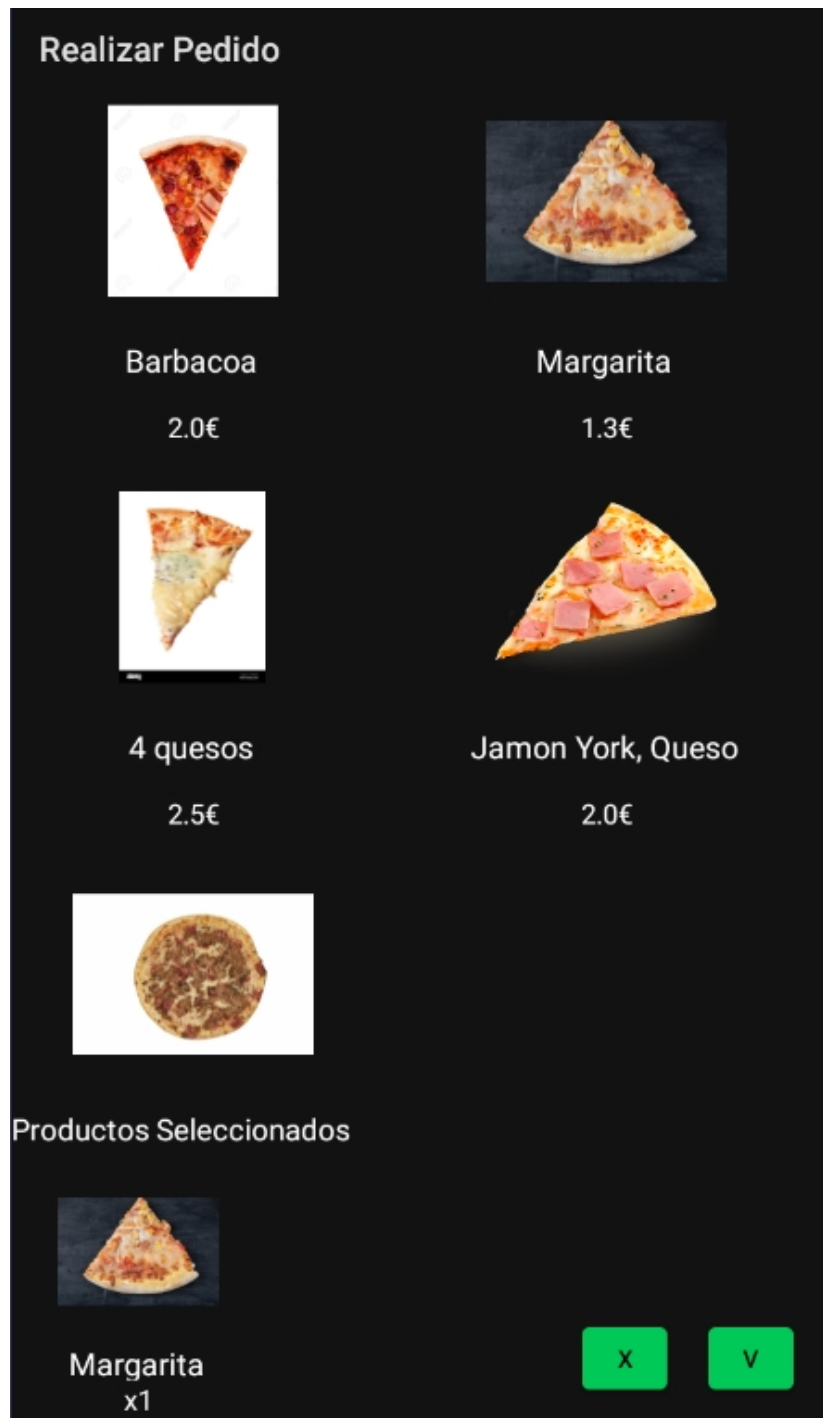 Realizar Pedido
Barbacoa
Margarita
2.0€
1.3€
4 quesos
Jamon York, Queso
2.5€
2.0€
Productos Seleccionados
Margarita
x1
X
V